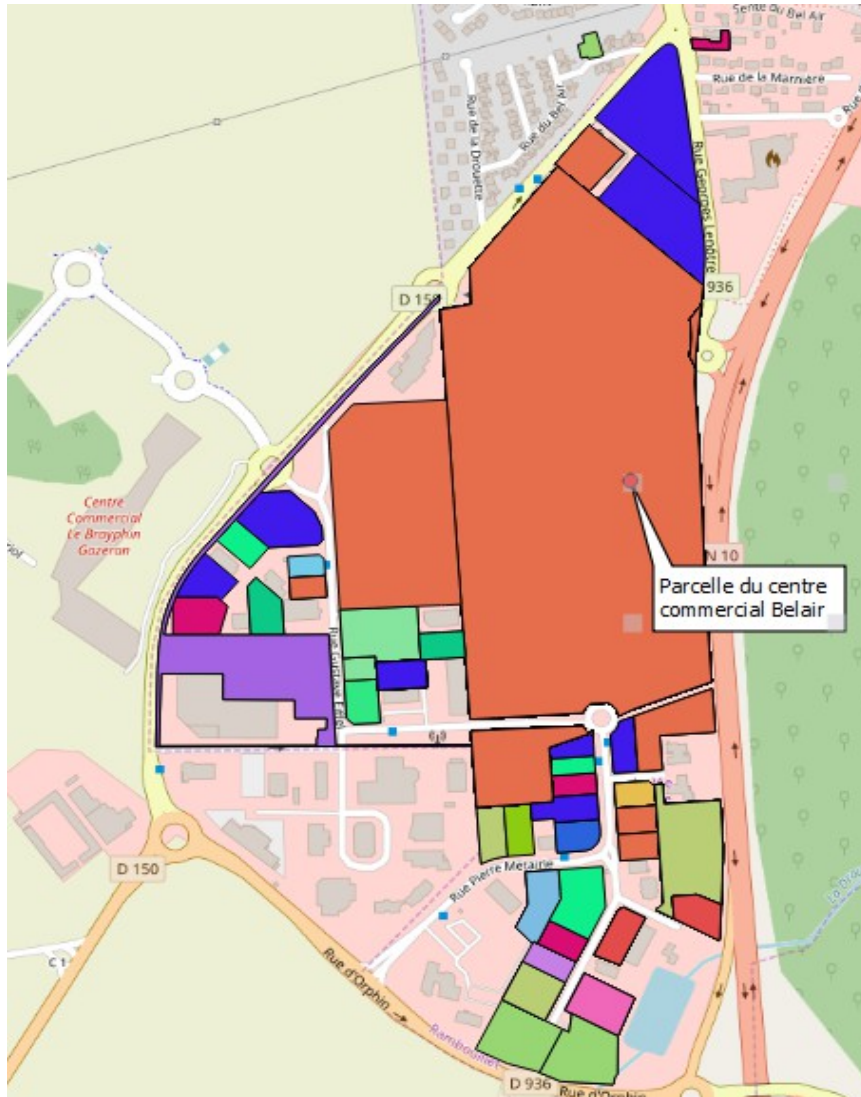 Sente du Bel Air
Rue de la Marnière
Rue de la Drouette
Rue du Bel Air
Rue Georges Lenôtre
D 150
936
Centre
Commercial
Le Brayphin
Gazeran
N 10
Parcelle du centre
commercial Belair
Rue Gustave Eiffel
D 150
Rue Pierre Metairie
C 1
Rue d'Orphin
Rambouillet
D 936
Rue d'Orphin